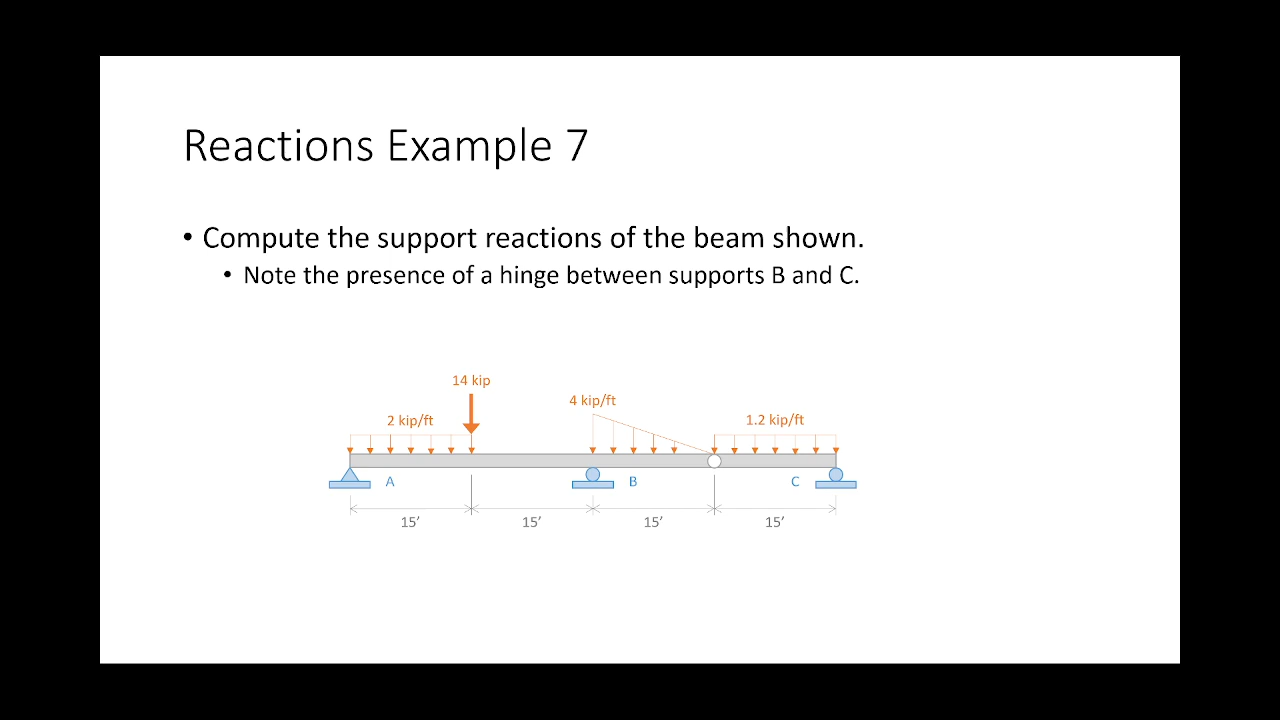 Reactions Example 7
• Compute the support reactions of the beam shown.
• Note the presence of a hinge between supports B and C.
14 kip
4 kip/ft
2 kip/ft
1.2 kip/ft
A
B
C
15’
15’
15’
15’